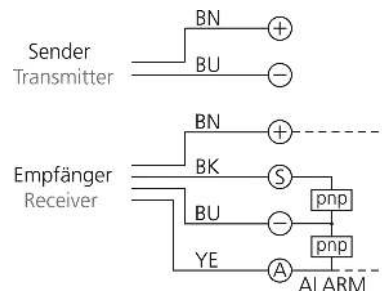 BN
+
Sender
Transmitter
BU
−
BN
+
Empfänger
Receiver
BK
S
pnp
BU
−
pnp
YE
A
ALARM